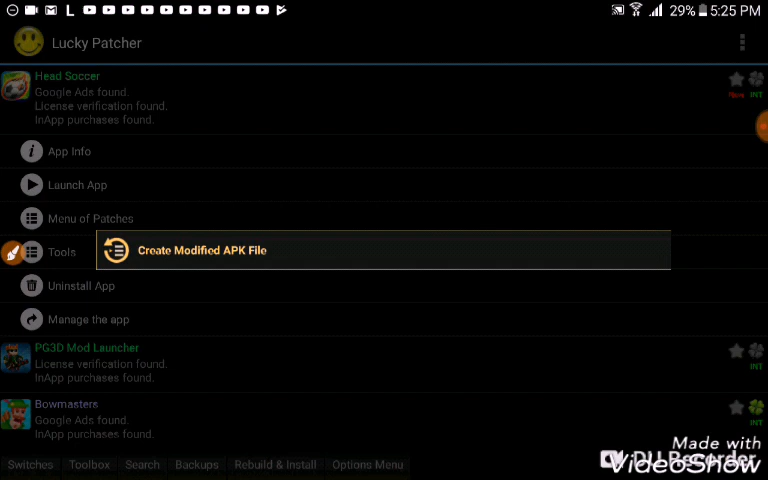 L 29% 5:25 PM
Lucky Patcher
Head Soccer
Google Ads found.
License verification found.
InApp purchases found.
More INT
App Info
Launch App
Menu of Patches
Create Modified APK File
Tools
Uninstall App
Manage the app
PG3D Mod Launcher
License verification found.
InApp purchases found.
INT
Bowmasters
Google Ads found.
InApp purchases found.
INT
Made with
VideoShow
DU Recorder
Switches Toolbox Search Backups Rebuild & Install Options Menu